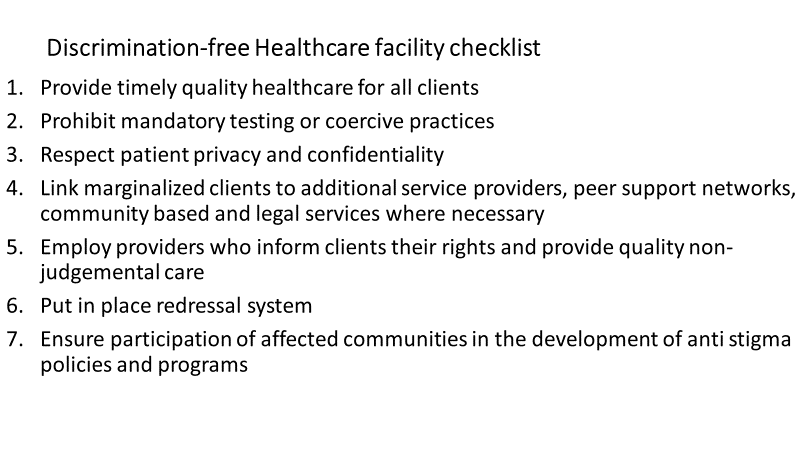 Discrimination-free Healthcare facility checklist
1. Provide timely quality healthcare for all clients
2. Prohibit mandatory testing or coercive practices
3. Respect patient privacy and confidentiality
4. Link marginalized clients to additional service providers, peer support networks,
community based and legal services where necessary
5. Employ providers who inform clients their rights and provide quality non-
judgemental care
6. Put in place redressal system
7. Ensure participation of affected communities in the development of anti stigma
policies and programs